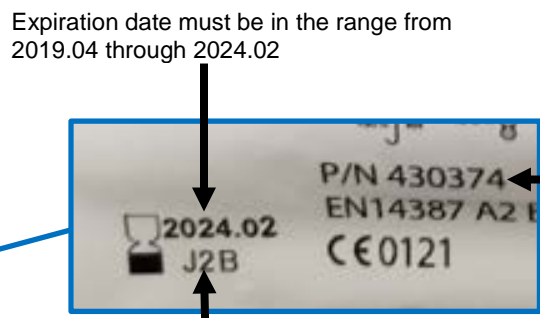 Expiration date must be in the range from
2019.04 through 2024.02
P/N 430374
2024.02
EN14387 A2
J2B
CE0121